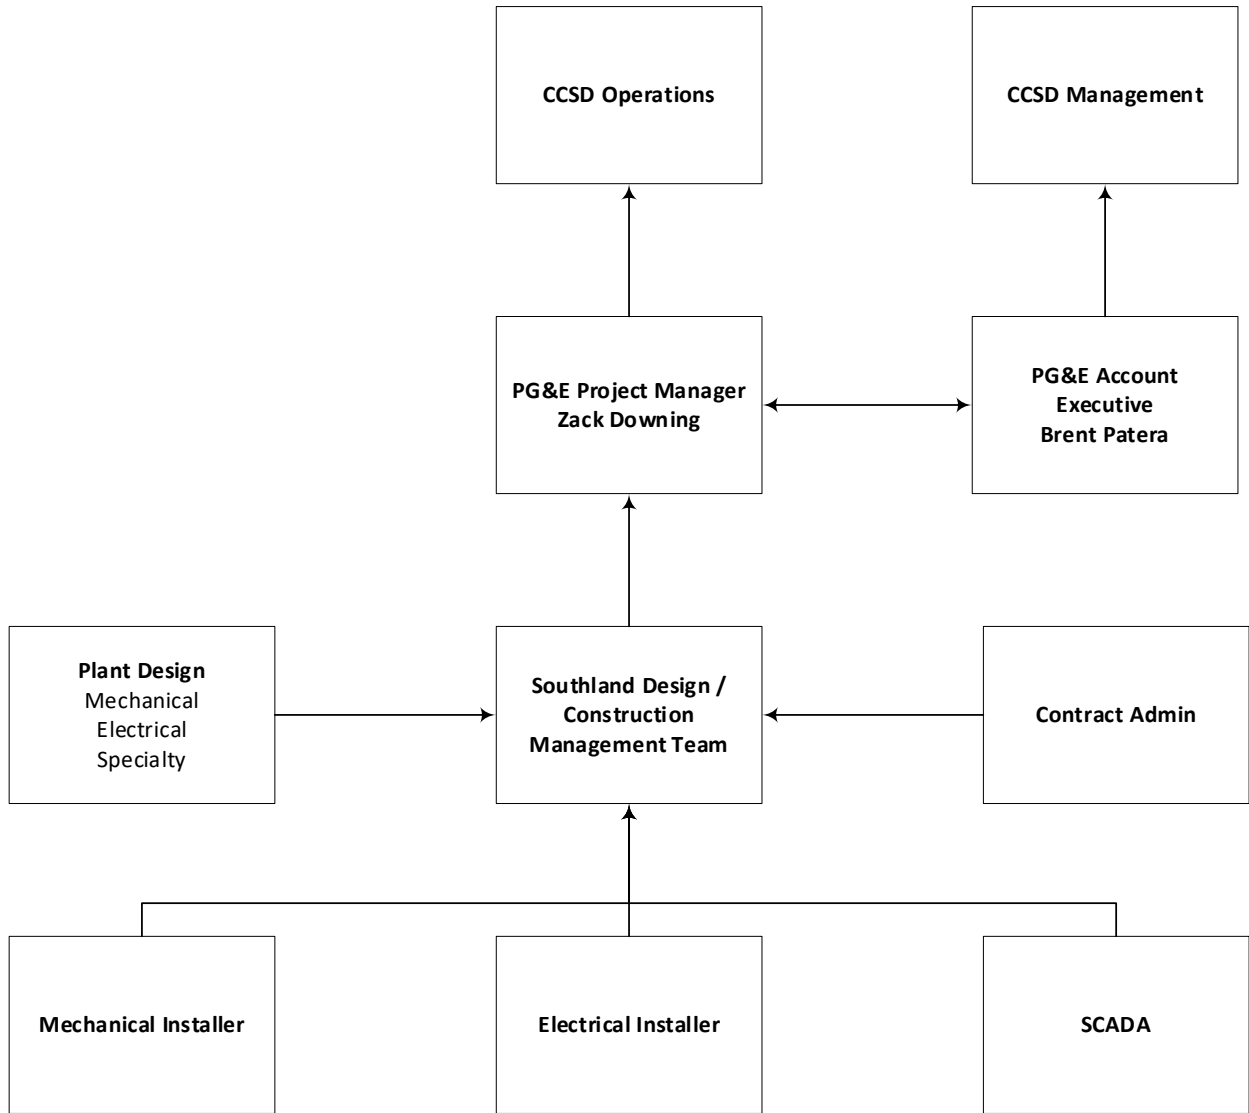 CCSD Operations
CCSD Management
PG&E Project Manager
Zack Downing
PG&E Account
Executive
Brent Patera
Plant Design
Mechanical
Electrical
Specialty
Southland Design /
Construction
Management Team
Contract Admin
Mechanical Installer
Electrical Installer
SCADA